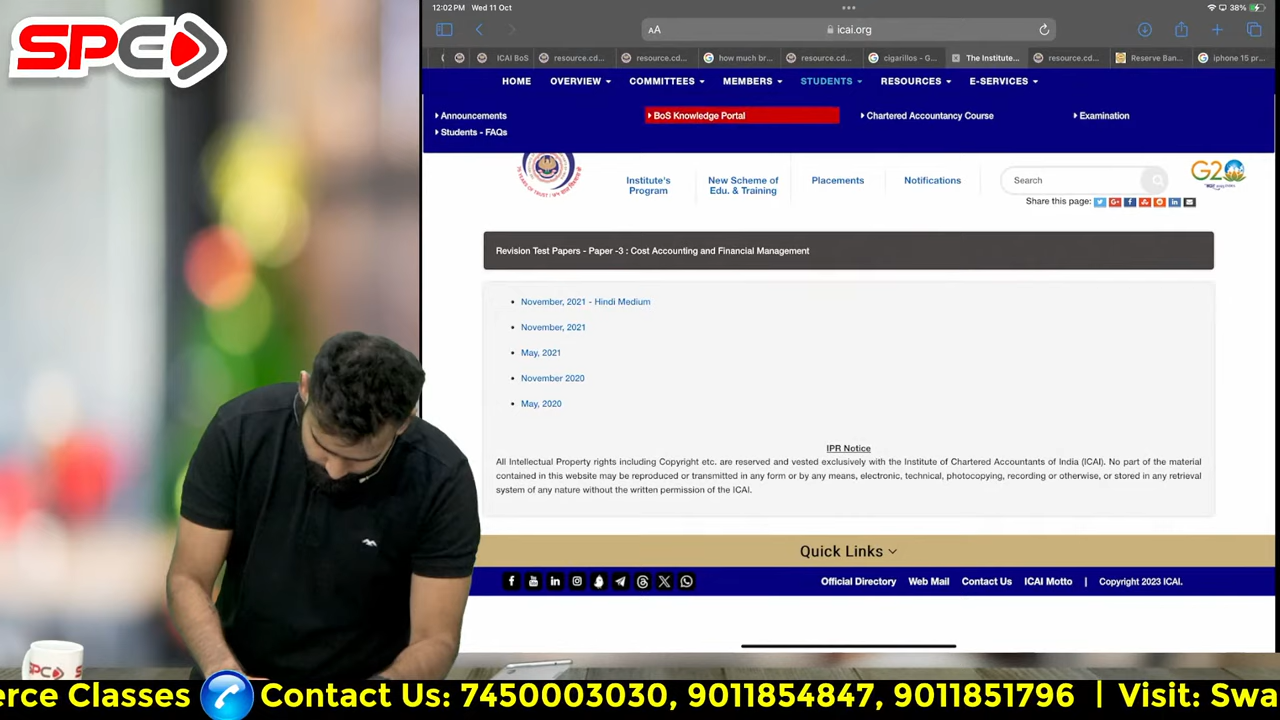 SPC
12:02 PM Wed 11 Oct
38%
AA
icai.org
ICAI BoS
resource.cd...
resource.cd...
how much br...
resource.cd...
cigarillos - G...
The Institute...
resource.cd...
Reserve Ban...
iphone 15 pr...
HOME OVERVIEW COMMITTEES MEMBERS STUDENTS RESOURCES E-SERVICES
Announcements
BoS Knowledge Portal
Chartered Accountancy Course
Examination
Students - FAQs
Institute's
Program
New Scheme of
Edu. & Training
Placements
Notifications
Search
G20
Share this page:
Revision Test Papers - Paper -3 : Cost Accounting and Financial Management
November, 2021 - Hindi Medium
November, 2021
May, 2021
November 2020
May, 2020
IPR Notice
All Intellectual Property rights including Copyright etc. are reserved and vested exclusively with the Institute of Chartered Accountants of India (ICAI). No part of the material
contained in this website may be reproduced or transmitted in any form or by any means, electronic, technical, photocopying, recording or otherwise, or stored in any retrieval
system of any nature without the written permission of the ICAI.
Quick Links
Official Directory Web Mail Contact Us ICAI Motto | Copyright 2023 ICAI.
SPC
erce Classes Contact Us: 7450003030, 9011854847, 9011851796 | Visit: Swa